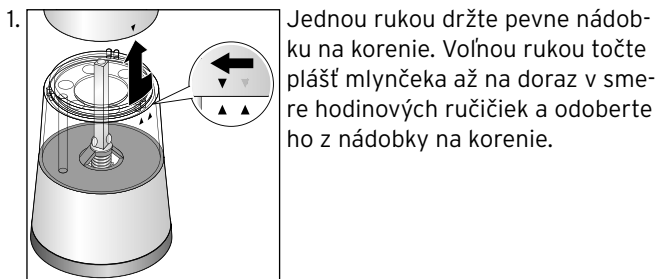 1. Jednou rukou držte pevne nádob-
ku na korenie. Voľnou rukou točte
plášť mlynčeka až na doraz v sme-
re hodinových ručičiek a odoberte
ho z nádobky na korenie.